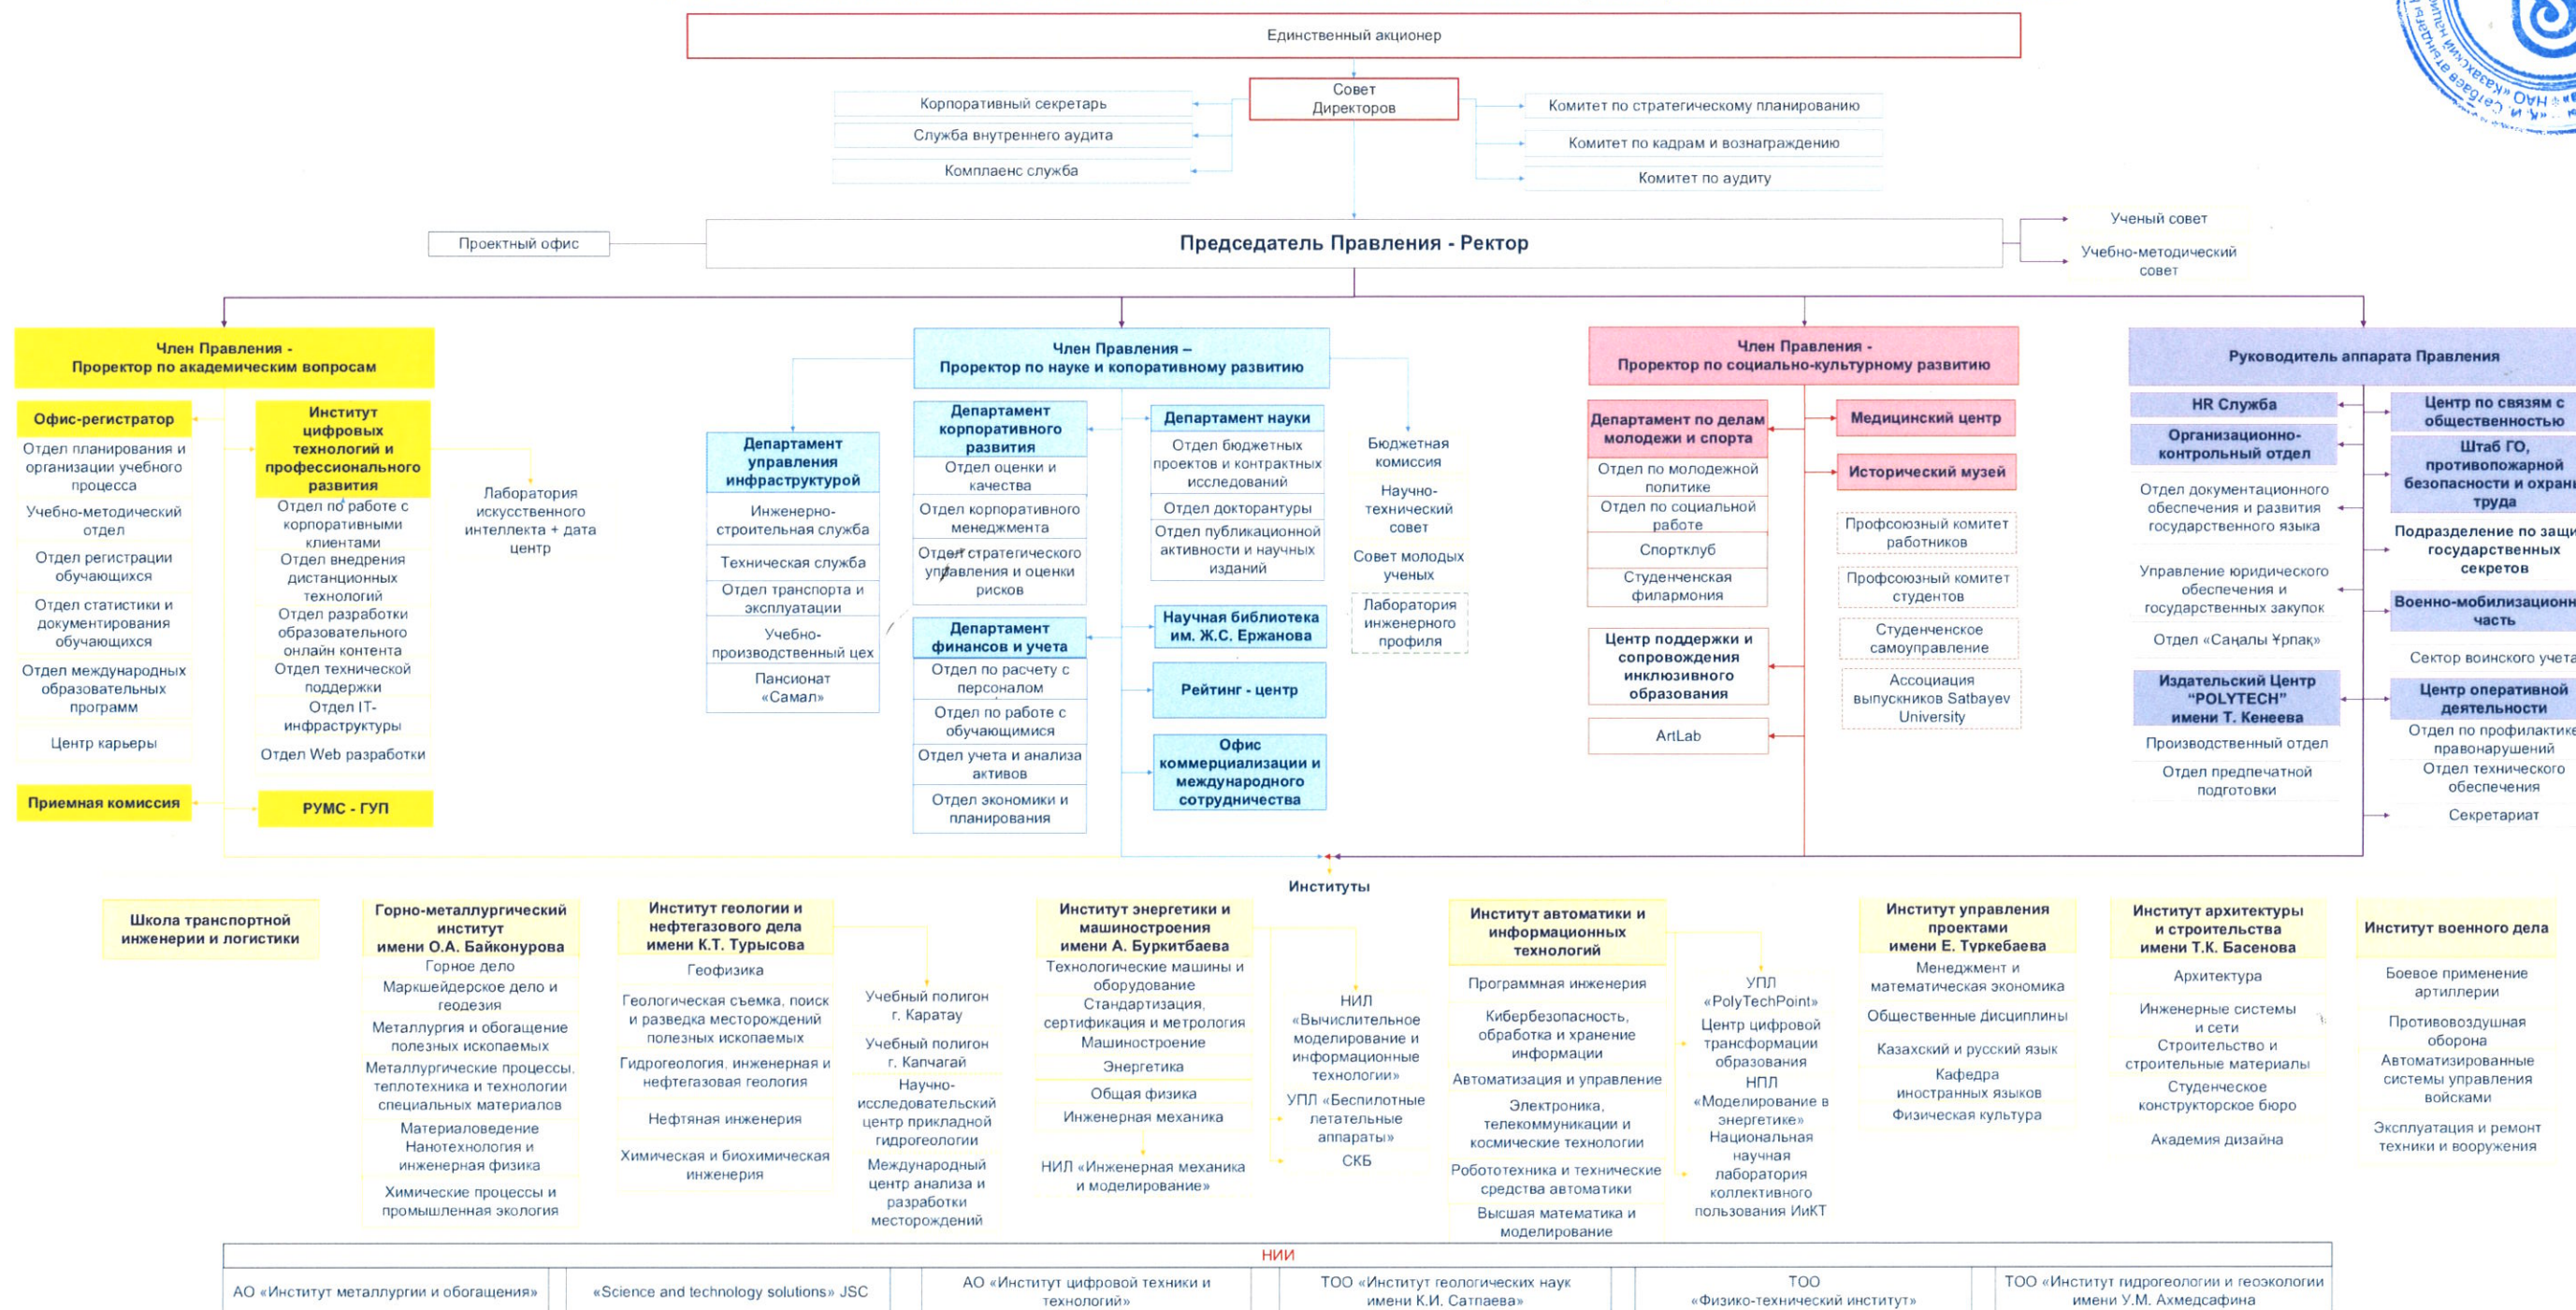 Единственный акционер
Совет
Директоров
Корпоративный секретарь
Служба внутреннего аудита
Комплаенс служба
Комитет по стратегическому планированию
Комитет по кадрам и вознаграждению
Комитет по аудиту
Проектный офис
Председатель Правления - Ректор
Ученый совет
Учебно-методический
совет
Член Правления -
Проректор по академическим вопросам
Офис-регистратор
Отдел планирования и
организации учебного
процесса
Учебно-методический
отдел
Отдел регистрации
обучающихся
Отдел статистики и
документирования
обучающихся
Отдел международных
образовательных
программ
Центр карьеры
Приемная комиссия
Институт
цифровых
технологий и
профессионального
развития
Отдел по работе с
корпоративными
клиентами
Отдел внедрения
дистанционных
технологий
Отдел разработки
образовательного
онлайн контента
Отдел технической
поддержки
Отдел IT-
инфраструктуры
Отдел Web разработки
РУМС - ГУП
Лаборатория
искусственного
интеллекта + дата
центр
Член Правления –
Проректор по науке и копоративному развитию
Департамент
управления
инфраструктурой
Инженерно-
строительная служба
Техническая служба
Отдел транспорта и
эксплуатации
Учебно-
производственный цех
Пансионат
«Самал»
Департамент
корпоративного
развития
Отдел оценки и
качества
Отдел корпоративного
менеджмента
Отдел стратегического
управления и оценки
рисков
Департамент
финансов и учета
Отдел по расчету с
персоналом
Отдел по работе с
обучающимися
Отдел учета и анализа
активов
Отдел экономики и
планирования
Департамент науки
Отдел бюджетных
проектов и контрактных
исследований
Отдел докторантуры
Отдел публикационной
активности и научных
изданий
Научная библиотека
им. Ж.С. Ержанова
Рейтинг - центр
Офис
коммерциализации и
международного
сотрудничества
Бюджетная
комиссия
Научно-
технический
совет
Совет молодых
ученых
Лаборатория
инженерного
профиля
Член Правления -
Проректор по социально-культурному развитию
Департамент по делам
молодежи и спорта
Отдел по молодежной
политике
Отдел по социальной
работе
Спортклуб
Студенческая
филармония
Центр поддержки и
сопровождения
инклюзивного
образования
ArtLab
Медицинский центр
Исторический музей
Профсоюзный комитет
работников
Профсоюзный комитет
студентов
Студенческое
самоуправление
Ассоциация
выпускников Satbayev
University
Руководитель аппарата Правления
HR Служба
Организационно-
контрольный отдел
Отдел документационного
обеспечения и развития
государственного языка
Управление юридического
обеспечения и
государственных закупок
Отдел «Саңалы Ұрпақ»
Издательский Центр
“POLYTECH”
имени Т. Кенеева
Производственный отдел
Отдел предпечатной
подготовки
Центр по связям с
общественностью
Штаб ГО,
противопожарной
безопасности и охраны
труда
Подразделение по защи
государственных
секретов
Военно-мобилизационн
часть
Сектор воинского учета
Центр оперативной
деятельности
Отдел по профилактике
правонарушений
Отдел технического
обеспечения
Секретариат
Институты
Школа транспортной
инженерии и логистики
Горно-металлургический
институт
имени О.А. Байконурова
Горное дело
Маркшейдерское дело и
геодезия
Металлургия и обогащение
полезных ископаемых
Металлургические процессы,
теплотехника и технологии
специальных материалов
Материаловедение
Нанотехнология и
инженерная физика
Химические процессы и
промышленная экология
Институт геологии и
нефтегазового дела
имени К.Т. Турысова
Геофизика
Геологическая съемка, поиск
и разведка месторождений
полезных ископаемых
Гидрогеология, инженерная и
нефтегазовая геология
Нефтяная инженерия
Химическая и биохимическая
инженерия
Учебный полигон
г. Каратау
Учебный полигон
г. Капчагай
Научно-
исследовательский
центр прикладной
гидрогеологии
Международный
центр анализа и
разработки
месторождений
Институт энергетики и
машиностроения
имени А. Буркитбаева
Технологические машины и
оборудование
Стандартизация,
сертификация и метрология
Машиностроение
Энергетика
Общая физика
Инженерная механика
НИЛ «Инженерная механика
и моделирование»
НИЛ
«Вычислительное
моделирование и
информационные
технологии»
УПЛ «Беспилотные
летательные
аппараты»
СКБ
Институт автоматики и
информационных
технологий
Программная инженерия
Кибербезопасность,
обработка и хранение
информации
Автоматизация и управление
Электроника,
телекоммуникации и
космические технологии
Робототехника и технические
средства автоматики
Высшая математика и
моделирование
УПЛ
«PolyTechPoint»
Центр цифровой
трансформации
образования
НПЛ
«Моделирование в
энергетике»
Национальная
научная
лаборатория
коллективного
пользования ИиКТ
Институт управления
проектами
имени Е. Туркебаева
Менеджмент и
математическая экономика
Общественные дисциплины
Казахский и русский язык
Кафедра
иностранных языков
Физическая культура
Институт архитектуры
и строительства
имени Т.К. Басенова
Архитектура
Инженерные системы
и сети
Строительство и
строительные материалы
Студенческое
конструкторское бюро
Академия дизайна
Институт военного дела
Боевое применение
артиллерии
Противовоздушная
оборона
Автоматизированные
системы управления
войсками
Эксплуатация и ремонт
техники и вооружения
НИИ
АО «Институт металлургии и обогащения»
«Science and technology solutions» JSC
АО «Институт цифровой техники и
технологий»
ТОО «Институт геологических наук
имени К.И. Сатпаева»
ТОО
«Физико-технический институт»
ТОО «Институт гидрогеологии и геоэкологии
имени У.М. Ахмедсафина